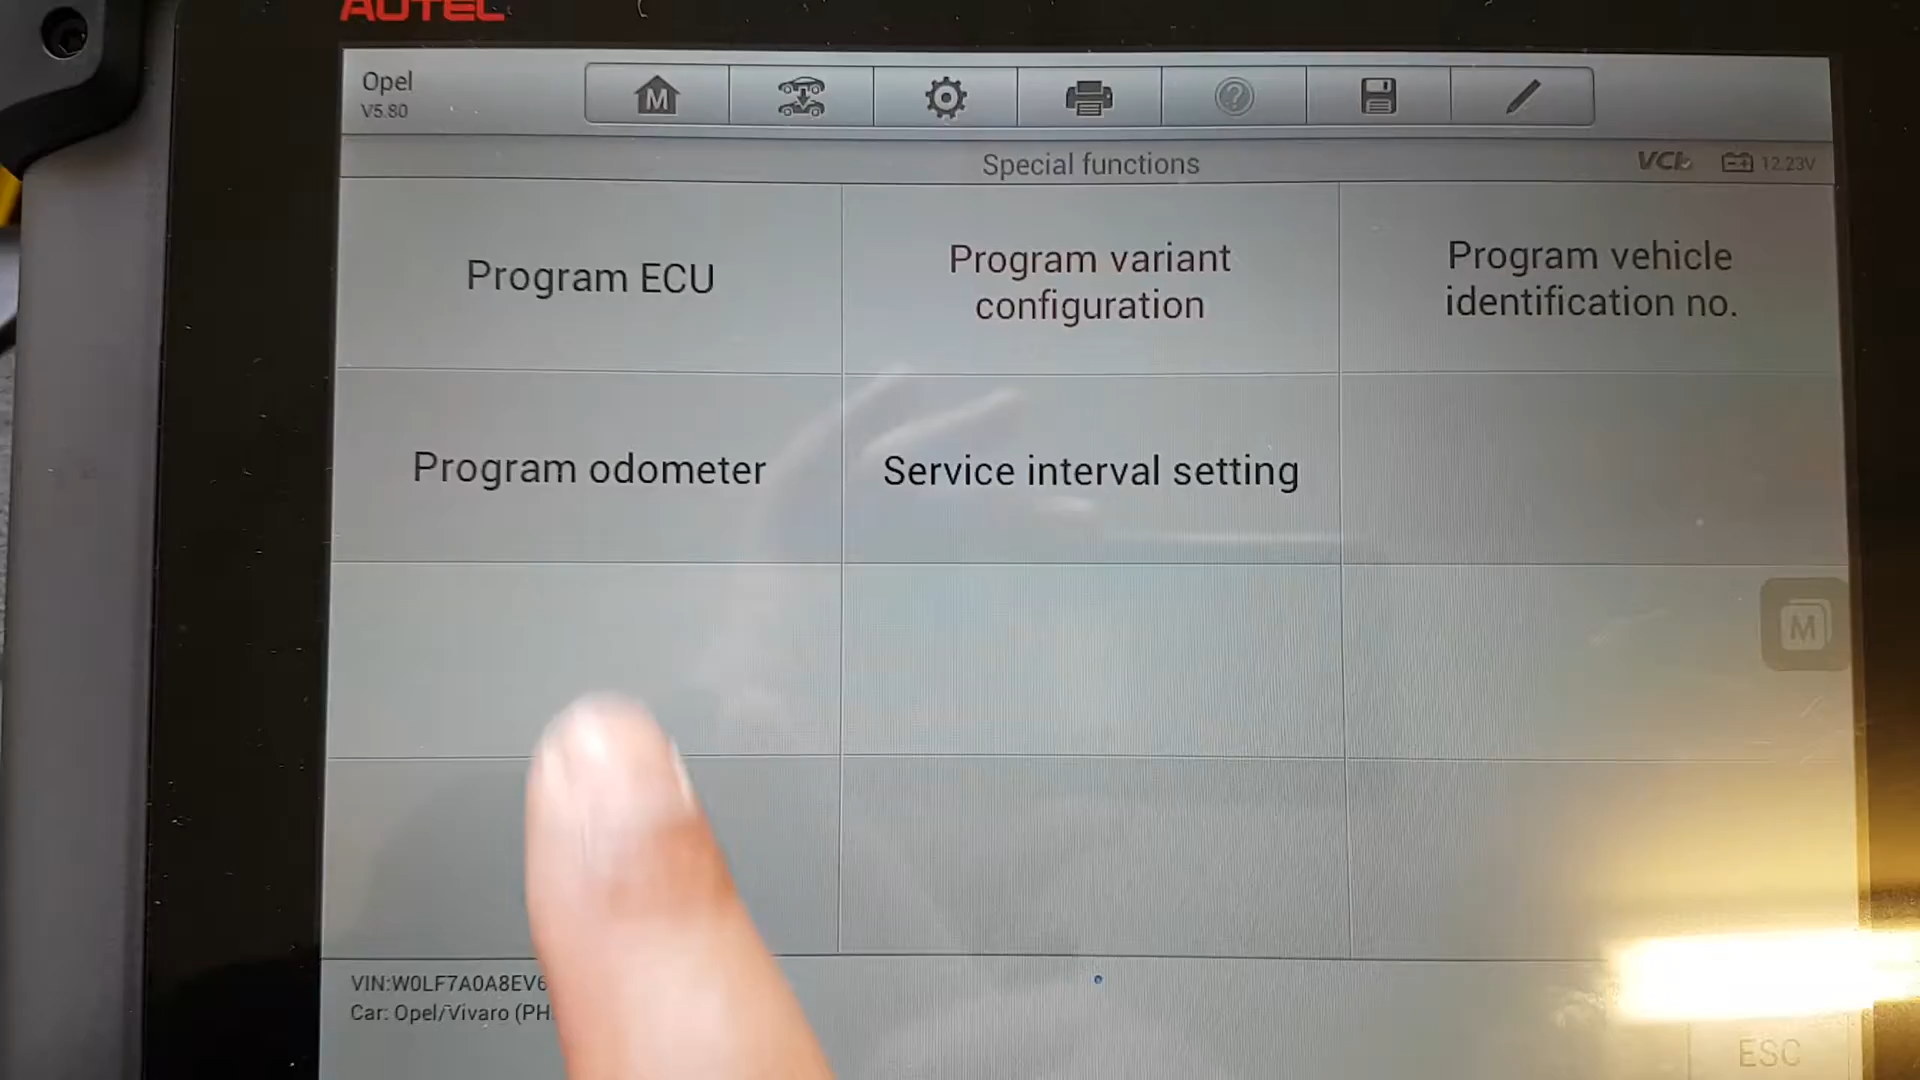 AUTEL
Opel
V5.80
M
Special functions
VCI
12.23V
Program ECU
Program variant
configuration
Program vehicle
identification no.
Program odometer
Service interval setting
M
VIN:W0LF7A0A8EV6
Car: Opel/Vivaro (PH
ESC